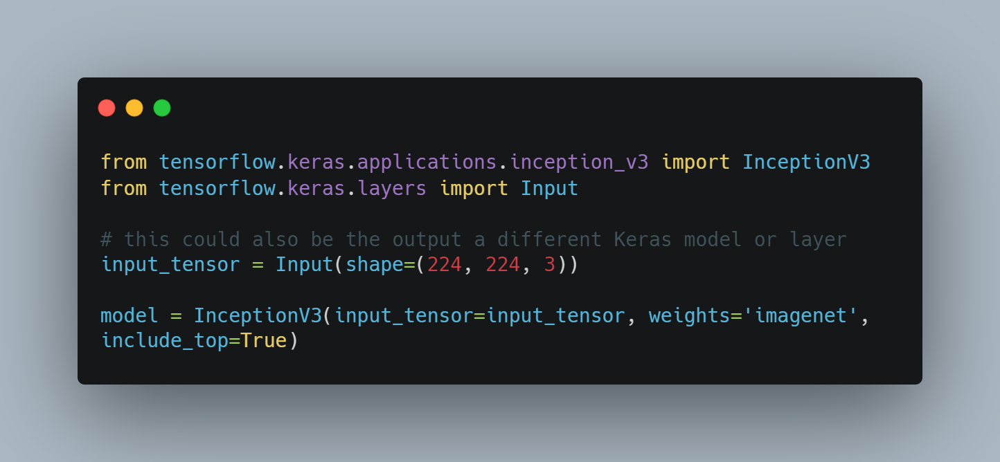 from tensorflow.keras.applications.inception_v3 import InceptionV3
from tensorflow.keras.layers import Input
# this could also be the output a different Keras model or layer
input_tensor = Input(shape=(224, 224, 3))
model = InceptionV3(input_tensor=input_tensor, weights='imagenet',
include_top=True)